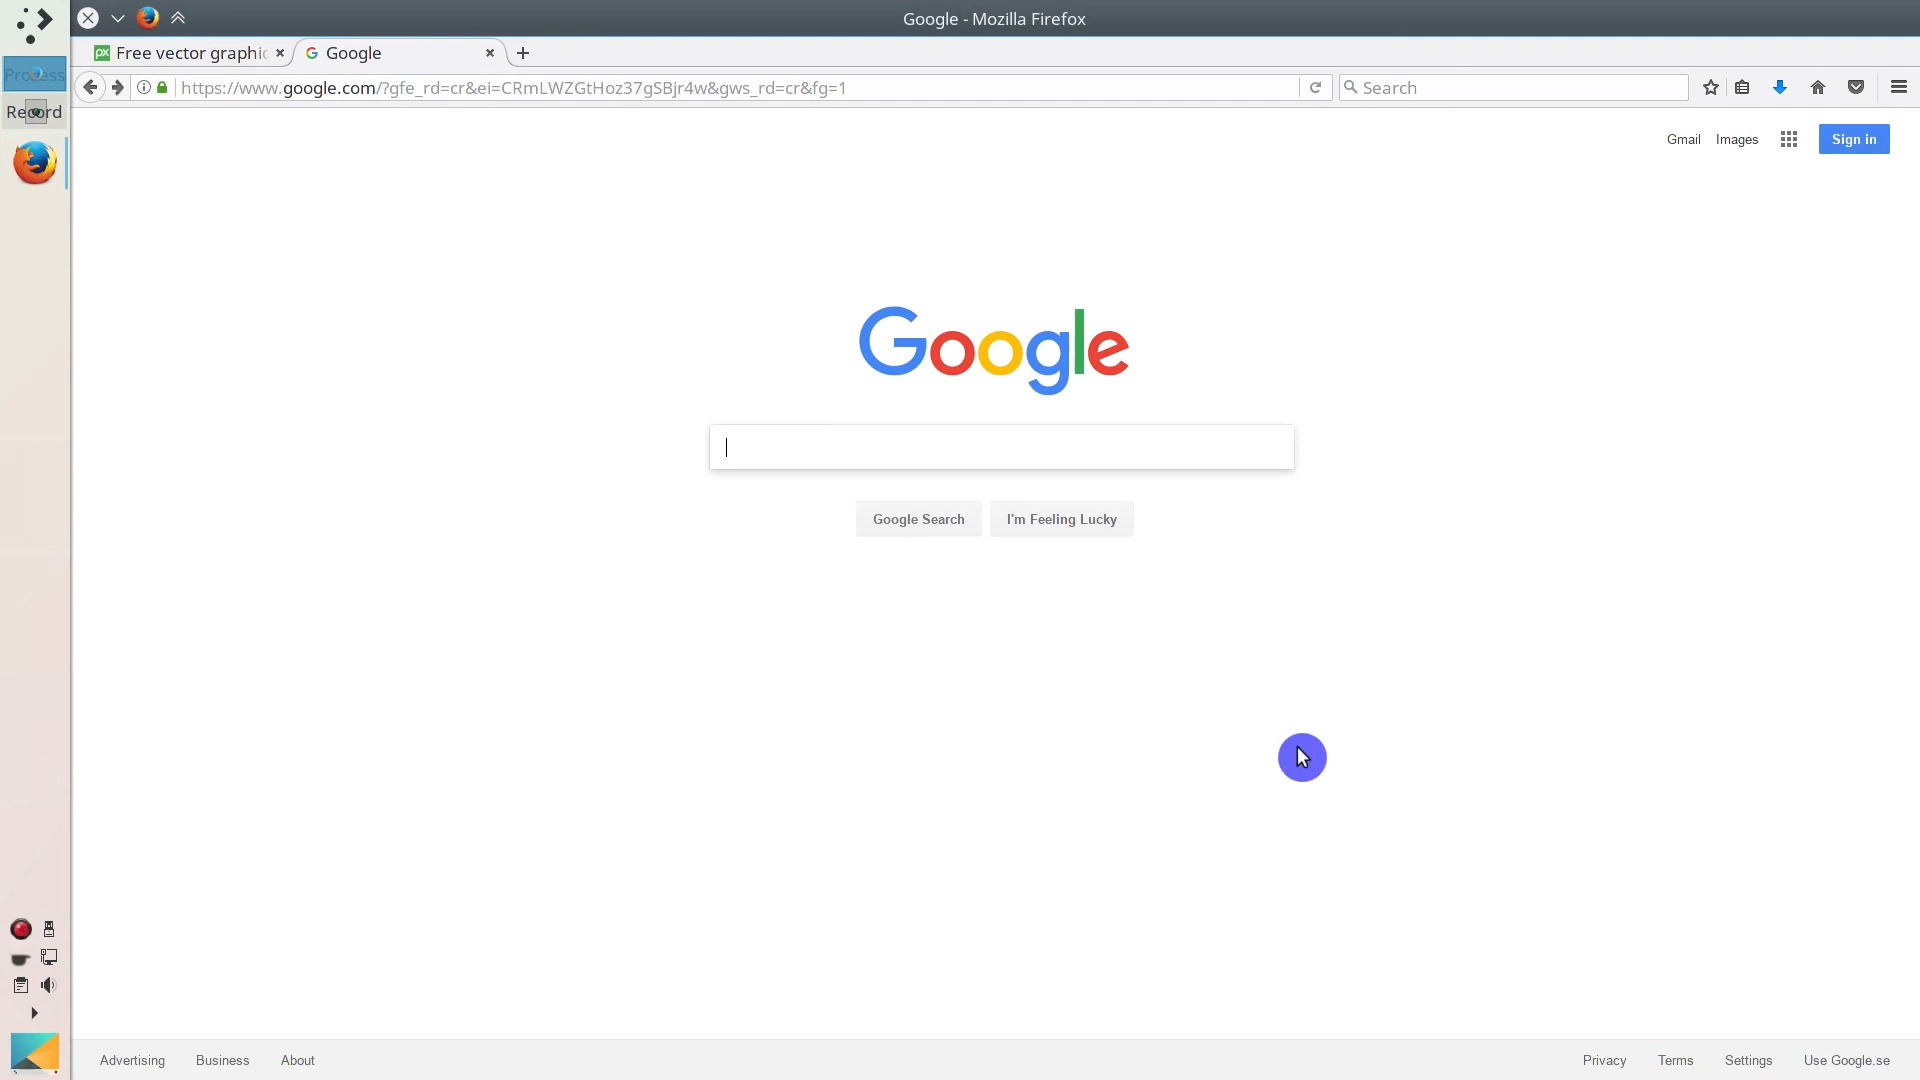 Google - Mozilla Firefox
Process
Record
Free vector graphic
Google
https://www.google.com/?gfe_rd=cr&ei=CRmLWZGtHoz37gSBjr4w&gws_rd=cr&fg=1
Search
Gmail Images Sign in
Google
Google Search I'm Feeling Lucky
Advertising Business About Privacy Terms Settings Use Google.se